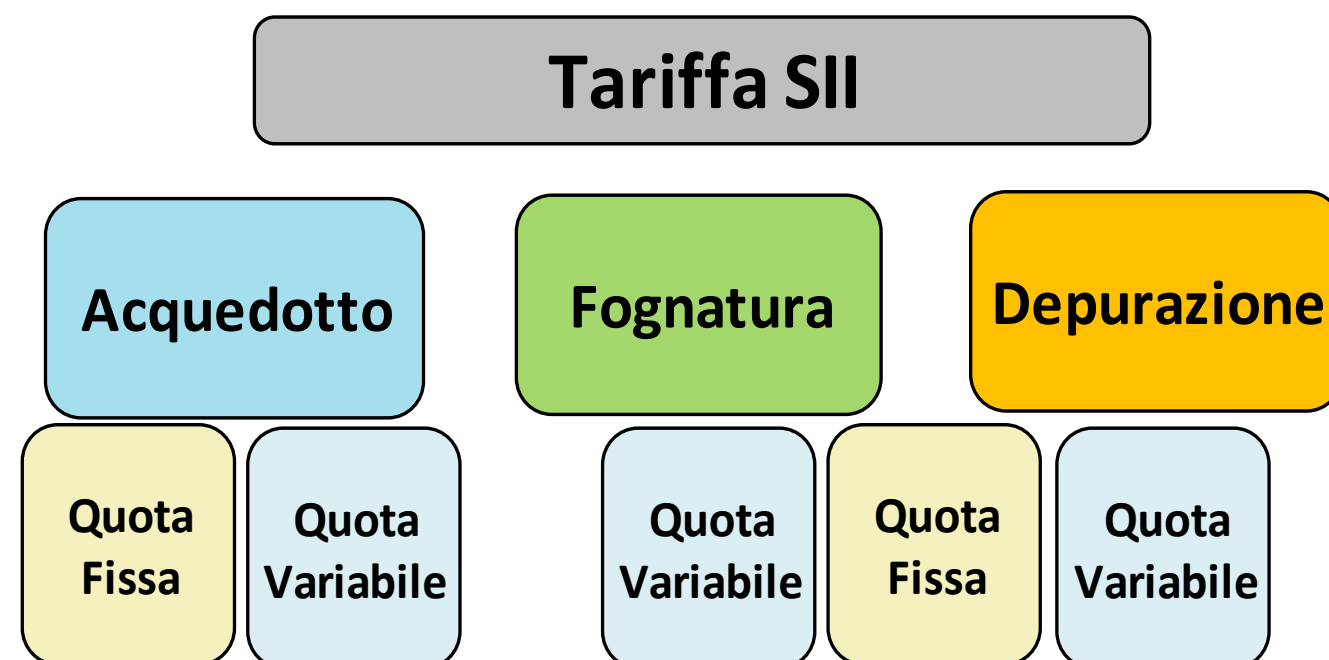 Tariffa SII
Acquedotto
Fognatura
Depurazione
Quota
Fissa
Quota
Variabile
Quota
Variabile
Quota
Fissa
Quota
Variabile